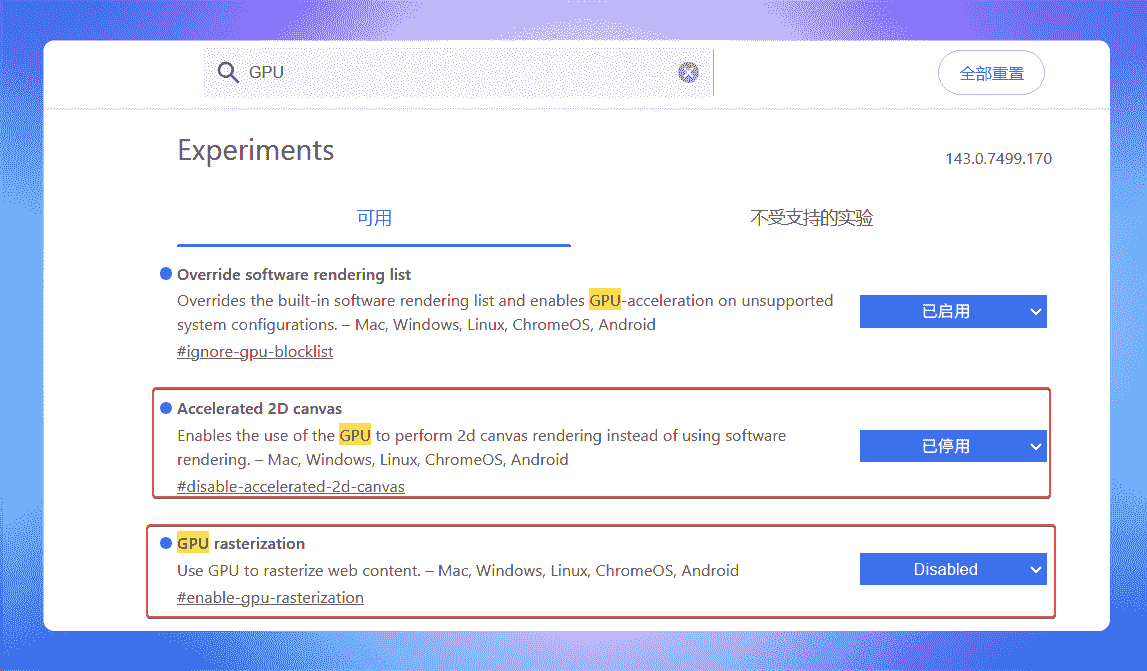 GPU
全部重置
Experiments
143.0.7499.170
可用
不受支持的实验
Override software rendering list
Overrides the built-in software rendering list and enables GPU-acceleration on unsupported
system configurations. – Mac, Windows, Linux, ChromeOS, Android
#ignore-gpu-blocklist
已启用
Accelerated 2D canvas
Enables the use of the GPU to perform 2d canvas rendering instead of using software
rendering. – Mac, Windows, Linux, ChromeOS, Android
#disable-accelerated-2d-canvas
已停用
GPU rasterization
Use GPU to rasterize web content. – Mac, Windows, Linux, ChromeOS, Android
#enable-gpu-rasterization
Disabled